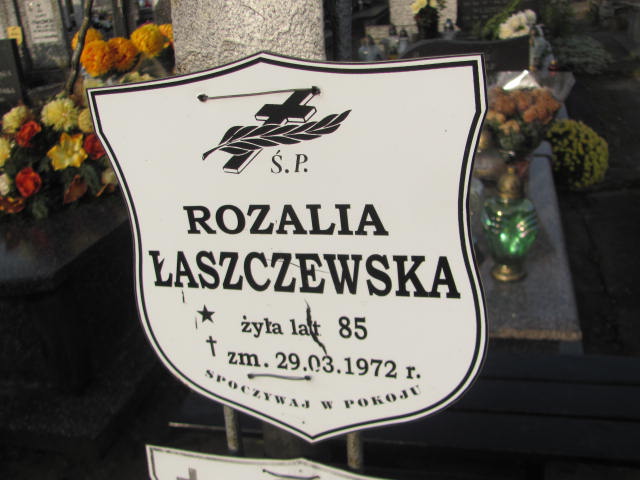 Ś.P.
ROZALIA
ŁASZCZEWSKA
żyła lat 85
zm. 29.03.1972 r.
SPOCZYWAJ W POKOJU